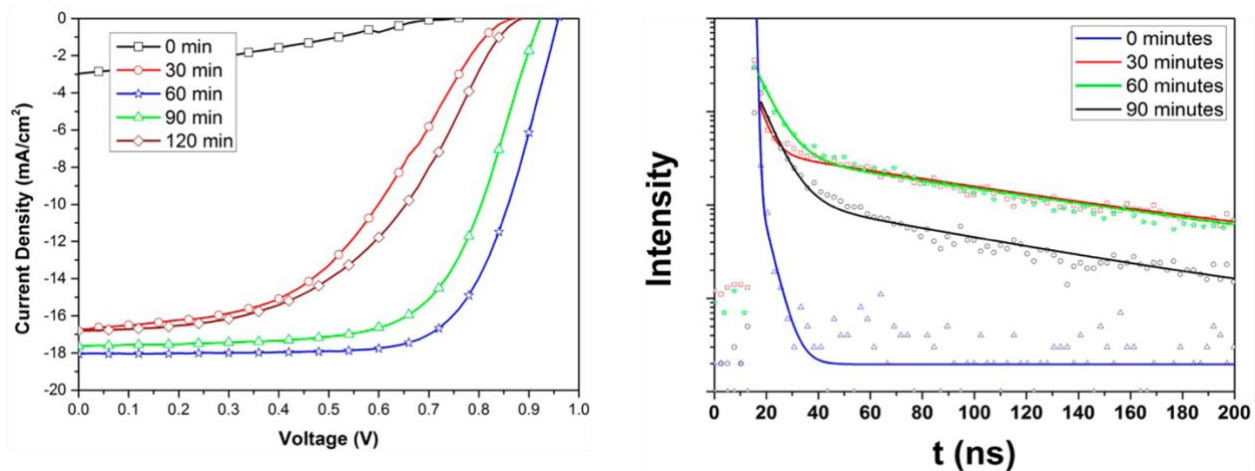 0
-2
-4
-6
-8
-10
-12
-14
-16
-18
-20
Current Density (mA/cm²)
0 min
30 min
60 min
90 min
120 min
0.0 0.1 0.2 0.3 0.4 0.5 0.6 0.7 0.8 0.9 1.0
Voltage (V)
Intensity
0 minutes
30 minutes
60 minutes
90 minutes
0 20 40 60 80 100 120 140 160 180 200
t (ns)